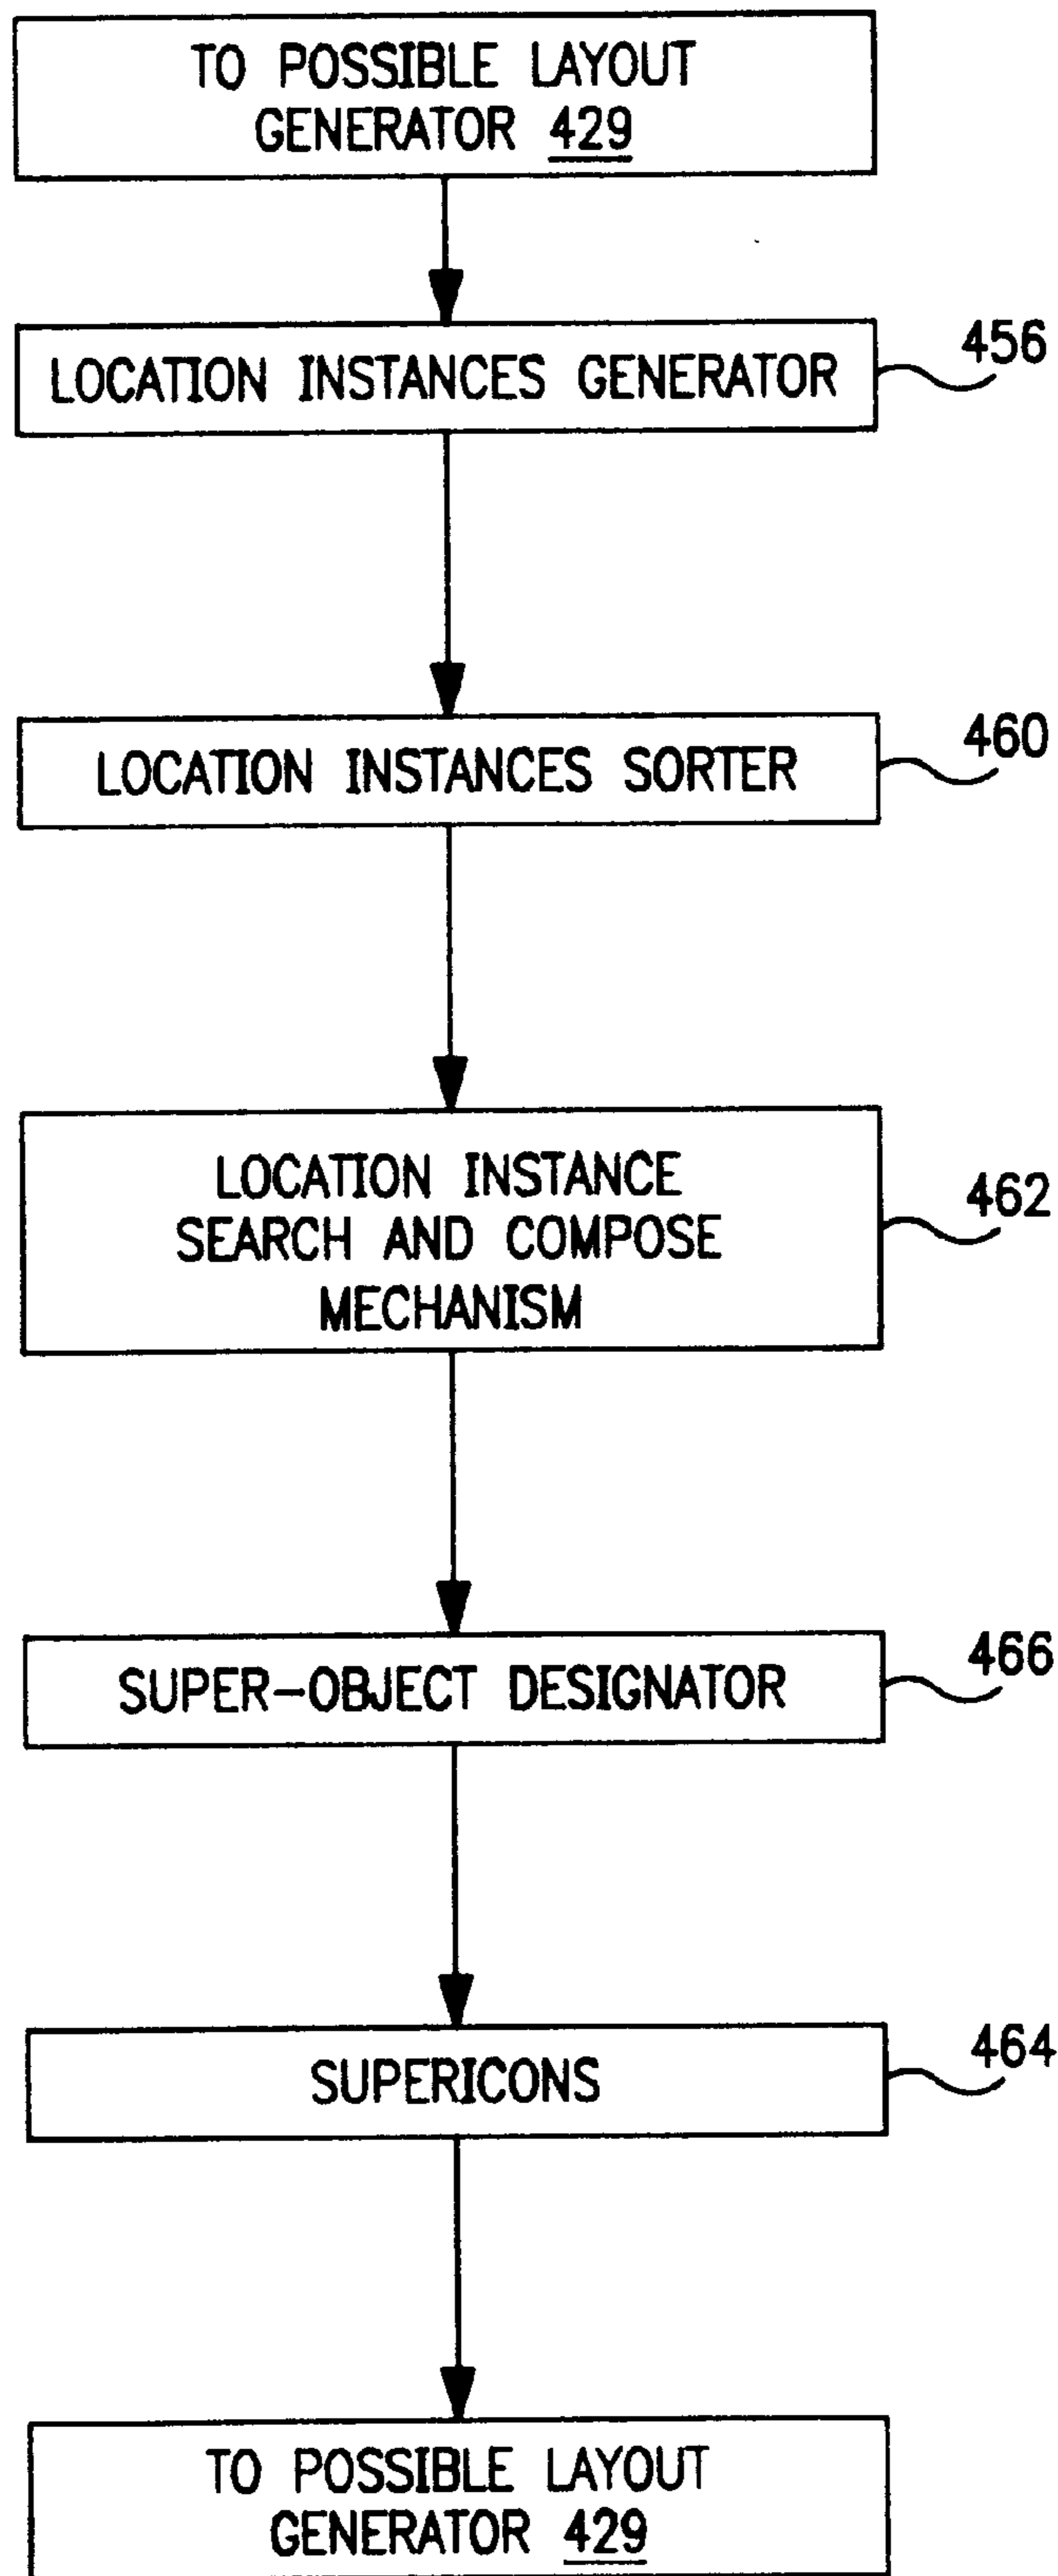 TO POSSIBLE LAYOUT
GENERATOR 429
LOCATION INSTANCES GENERATOR
456
LOCATION INSTANCES SORTER
460
LOCATION INSTANCE
SEARCH AND COMPOSE
MECHANISM
462
SUPER-OBJECT DESIGNATOR
466
SUPERICONS
464
TO POSSIBLE LAYOUT
GENERATOR 429